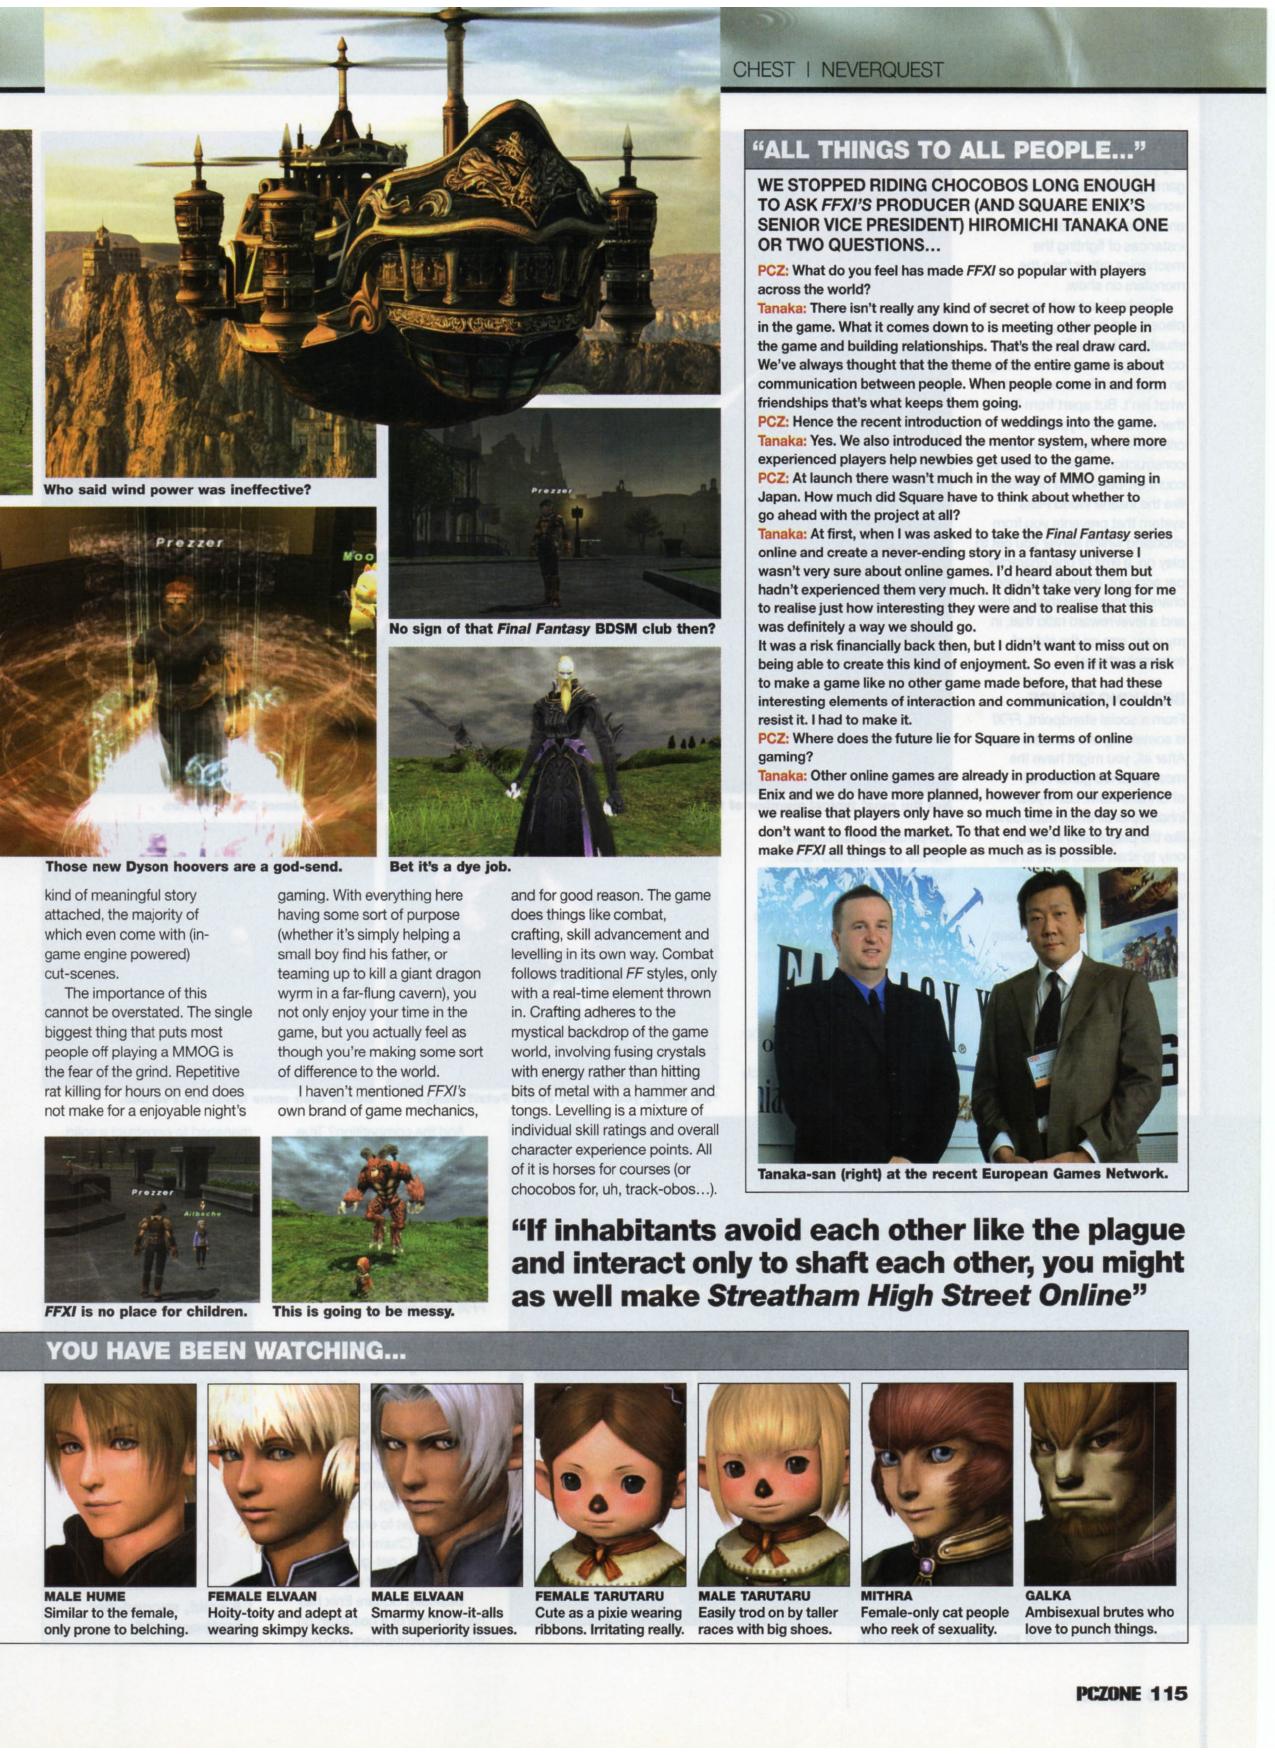 CHEST | NEVERQUEST
Who said wind power was ineffective?
Prezzer
Moo
Prezzer
No sign of that Final Fantasy BDSM club then?
Those new Dyson hoovers are a god-send.
Bet it's a dye job.
kind of meaningful story
attached, the majority of
which even come with (in-
game engine powered)
cut-scenes.
The importance of this
cannot be overstated. The single
biggest thing that puts most
people off playing a MMOG is
the fear of the grind. Repetitive
rat killing for hours on end does
not make for a enjoyable night's
gaming. With everything here
having some sort of purpose
(whether it's simply helping a
small boy find his father, or
teaming up to kill a giant dragon
wyrm in a far-flung cavern), you
not only enjoy your time in the
game, but you actually feel as
though you're making some sort
of difference to the world.
I haven't mentioned FFXI's
own brand of game mechanics,
and for good reason. The game
does things like combat,
crafting, skill advancement and
levelling in its own way. Combat
follows traditional FF styles, only
with a real-time element thrown
in. Crafting adheres to the
mystical backdrop of the game
world, involving fusing crystals
with energy rather than hitting
bits of metal with a hammer and
tongs. Levelling is a mixture of
individual skill ratings and overall
character experience points. All
of it is horses for courses (or
chocobos for, uh, track-obos...).
Prezzer
Ailbeche
FFXI is no place for children.
This is going to be messy.
"ALL THINGS TO ALL PEOPLE..."
WE STOPPED RIDING CHOCOBOS LONG ENOUGH
TO ASK FFXI'S PRODUCER (AND SQUARE ENIX'S
SENIOR VICE PRESIDENT) HIROMICHI TANAKA ONE
OR TWO QUESTIONS...
PCZ: What do you feel has made FFXI so popular with players
across the world?
Tanaka: There isn't really any kind of secret of how to keep people
in the game. What it comes down to is meeting other people in
the game and building relationships. That's the real draw card.
We've always thought that the theme of the entire game is about
communication between people. When people come in and form
friendships that's what keeps them going.
PCZ: Hence the recent introduction of weddings into the game.
Tanaka: Yes. We also introduced the mentor system, where more
experienced players help newbies get used to the game.
PCZ: At launch there wasn't much in the way of MMO gaming in
Japan. How much did Square have to think about whether to
go ahead with the project at all?
Tanaka: At first, when I was asked to take the Final Fantasy series
online and create a never-ending story in a fantasy universe I
wasn't very sure about online games. I'd heard about them but
hadn't experienced them very much. It didn't take very long for me
to realise just how interesting they were and to realise that this
was definitely a way we should go.
It was a risk financially back then, but I didn't want to miss out on
being able to create this kind of enjoyment. So even if it was a risk
to make a game like no other game made before, that had these
interesting elements of interaction and communication, I couldn't
resist it. I had to make it.
PCZ: Where does the future lie for Square in terms of online
gaming?
Tanaka: Other online games are already in production at Square
Enix and we do have more planned, however from our experience
we realise that players only have so much time in the day so we
don't want to flood the market. To that end we'd like to try and
make FFXI all things to all people as much as is possible.
Tanaka-san (right) at the recent European Games Network.
"If inhabitants avoid each other like the plague
and interact only to shaft each other, you might
as well make Streatham High Street Online"
YOU HAVE BEEN WATCHING...
MALE HUME
Similar to the female,
only prone to belching.
FEMALE ELVAAN
Hoity-toity and adept at
wearing skimpy kecks.
MALE ELVAAN
Smarmy know-it-alls
with superiority issues.
FEMALE TARUTARU
Cute as a pixie wearing
ribbons. Irritating really.
MALE TARUTARU
Easily trod on by taller
races with big shoes.
MITHRA
Female-only cat people
who reek of sexuality.
GALKA
Ambisexual brutes who
love to punch things.
PCZONE 115